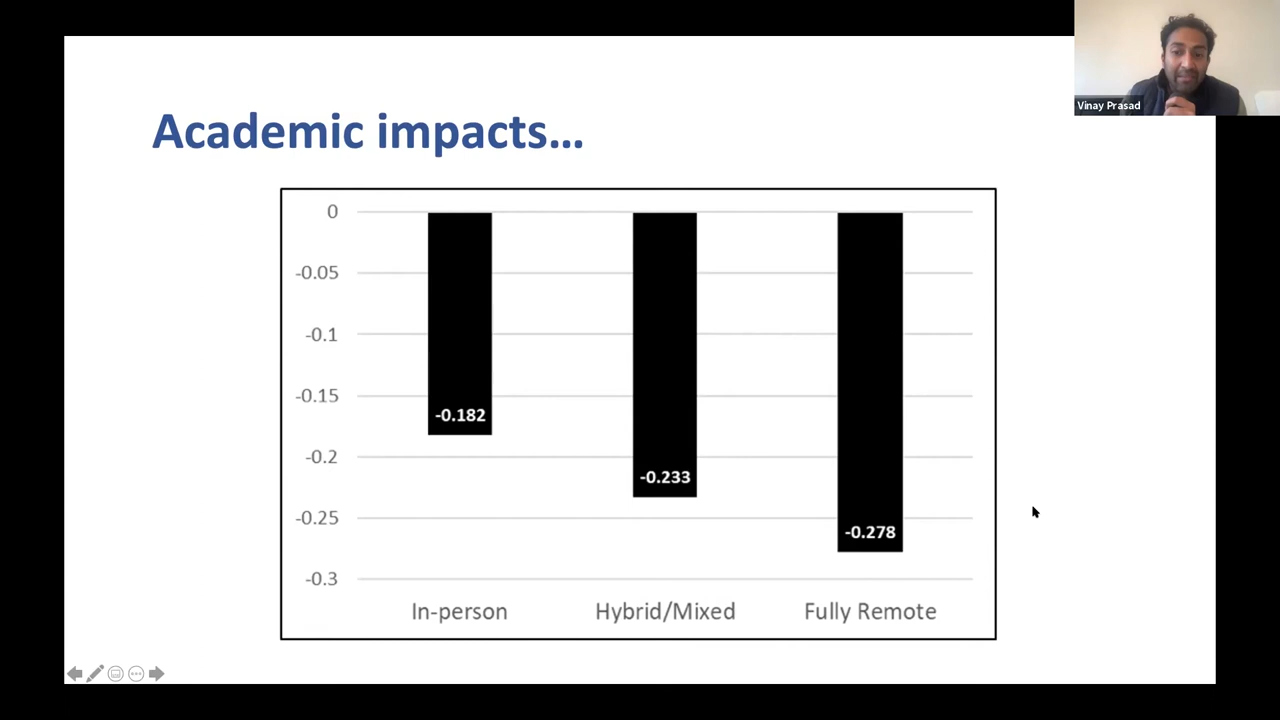 Vinay Prasad
Academic impacts...
0
-0.05
-0.1
-0.15
-0.2
-0.25
-0.3
-0.182
-0.233
-0.278
In-person
Hybrid/Mixed
Fully Remote